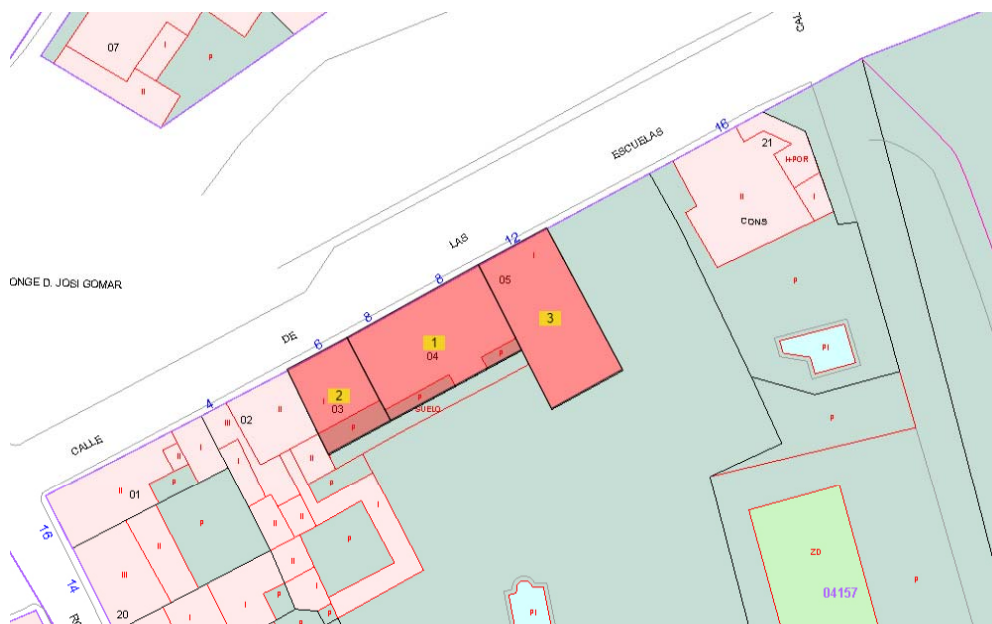 07
I
P
II
CAL
ESCUELAS
16
21
H-POR
II
I
CONS
LAS
12
I
05
8
3
P
ONGE D. JOSI GOMAR
DE
8
1
04
P
PI
6
2
I
03
P
SUELO
P
4
02
II
III
P
CALLE
I
II
I
II
P
II
01
P
I
P
16
II
II
II
P
ZD
14
III
II
I
P
04157
P
20
I
I
P
P
PI